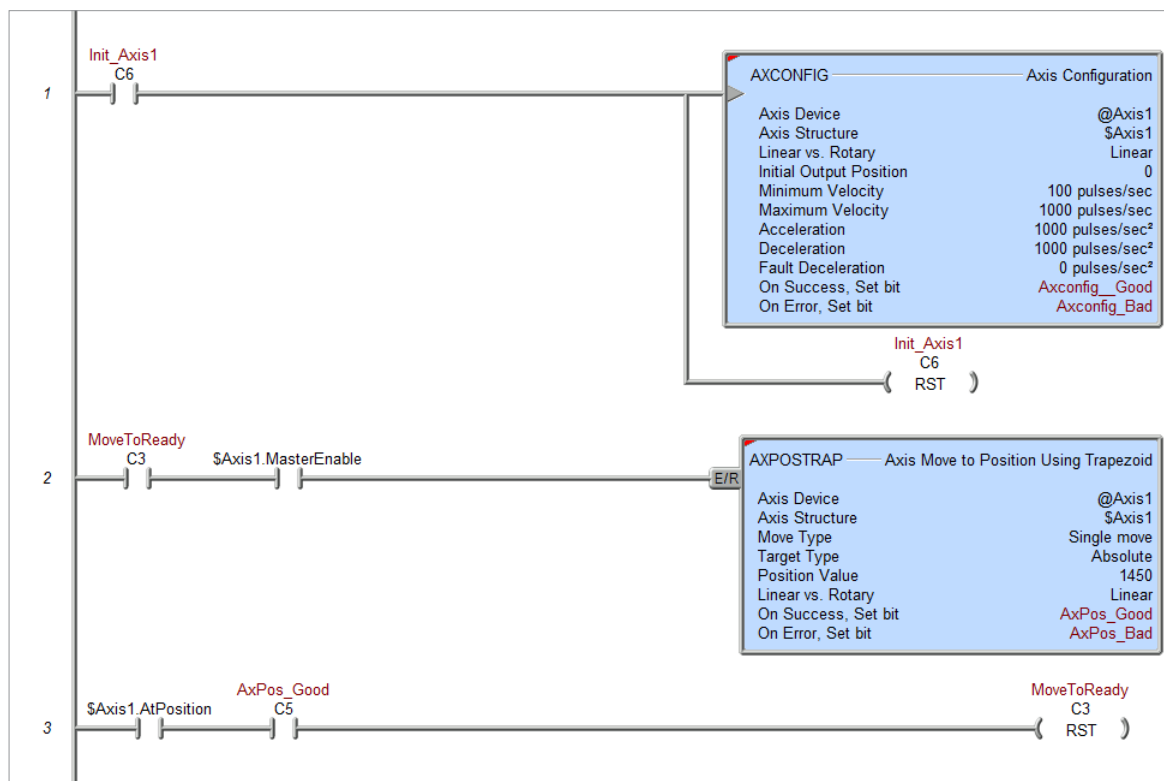 Init_Axis1
C6
1
AXCONFIG Axis Configuration
Axis Device @Axis1
Axis Structure $Axis1
Linear vs. Rotary Linear
Initial Output Position 0
Minimum Velocity 100 pulses/sec
Maximum Velocity 1000 pulses/sec
Acceleration 1000 pulses/sec²
Deceleration 1000 pulses/sec²
Fault Deceleration 0 pulses/sec²
On Success, Set bit Axconfig__Good
On Error, Set bit Axconfig_Bad
Init_Axis1
C6
RST
MoveToReady
C3 $Axis1.MasterEnable
2
E/R
AXPOSTRAP Axis Move to Position Using Trapezoid
Axis Device @Axis1
Axis Structure $Axis1
Move Type Single move
Target Type Absolute
Position Value 1450
Linear vs. Rotary Linear
On Success, Set bit AxPos_Good
On Error, Set bit AxPos_Bad
AxPos_Good MoveToReady
$Axis1.AtPosition C5 C3
3 RST